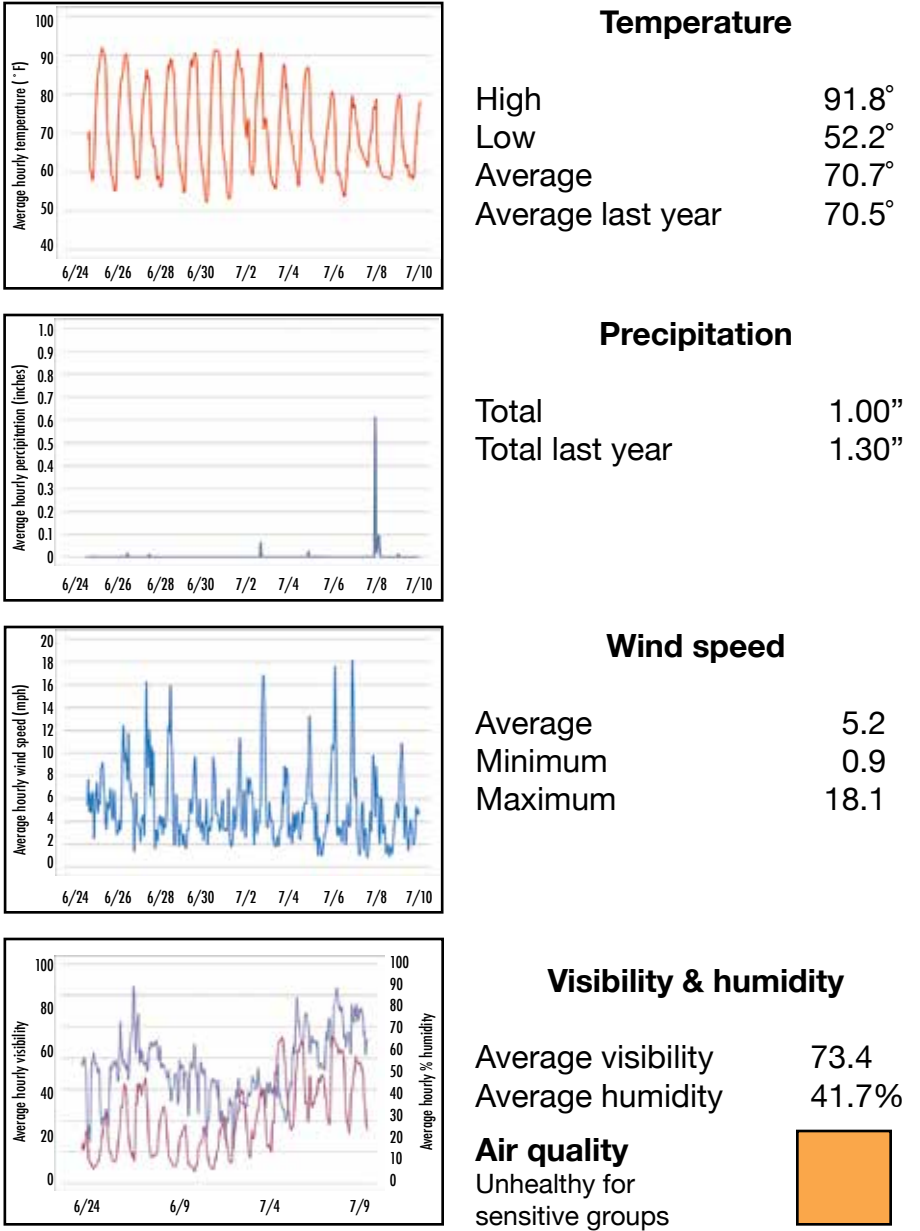 Temperature
Average hourly temperature (°F)
100
90
80
70
60
50
40
6/24 6/26 6/28 6/30 7/2 7/4 7/6 7/8 7/10
High 91.8°
Low 52.2°
Average 70.7°
Average last year 70.5°
Precipitation
Average hourly percipitation (inches)
1.0
0.9
0.8
0.7
0.6
0.5
0.4
0.3
0.2
0.1
0
6/24 6/26 6/28 6/30 7/2 7/4 7/6 7/8 7/10
Total 1.00”
Total last year 1.30”
Wind speed
Average hourly wind speed (mph)
20
18
16
14
12
10
8
6
4
2
0
6/24 6/26 6/28 6/30 7/2 7/4 7/6 7/8 7/10
Average 5.2
Minimum 0.9
Maximum 18.1
Visibility & humidity
Average hourly visibility
100
80
60
40
20
0
100
90
80
70
60
50
40
30
20
10
0
Average hourly % humidity
6/24 6/9 7/4 7/9
Average visibility 73.4
Average humidity 41.7%
Air quality
Unhealthy for
sensitive groups